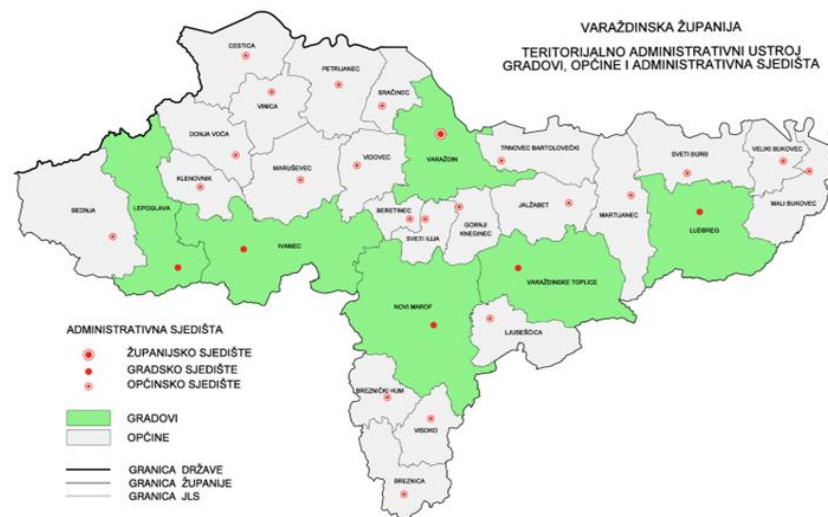 VARAŽDINSKA ŽUPANIJA
TERITORIJALNO ADMINISTRATIVNI USTROJ
GRADOVI, OPĆINE I ADMINISTRATIVNA SJEDIŠTA
CESTICA
PETRIJANEC
SRAČINEC
VINICA
DONJA VOĆA
VIDOVEC
VARAŽDIN
TRNOVEC BARTOLOVEČKI
SVETI ĐURĐ
VELIKI BUKOVEC
MALI BUKOVEC
KLENOVNIK
MARUŠEVEC
BEDNJA
LEPOGLAVA
BERETINEC
SVETI ILIJA
GORNJI
KNEGINEC
JALŽABET
MARTIJANEC
LUDBREG
IVANEC
NOVI MAROF
VARAŽDINSKE TOPLICE
LJUBEŠĆICA
BREZNIČKI HUM
VISOKO
BREZNICA
ADMINISTRATIVNA SJEDIŠTA
ŽUPANIJSKO SJEDIŠTE
GRADSKO SJEDIŠTE
OPĆINSKO SJEDIŠTE
GRADOVI
OPĆINE
GRANICA DRŽAVE
GRANICA ŽUPANIJE
GRANICA JLS